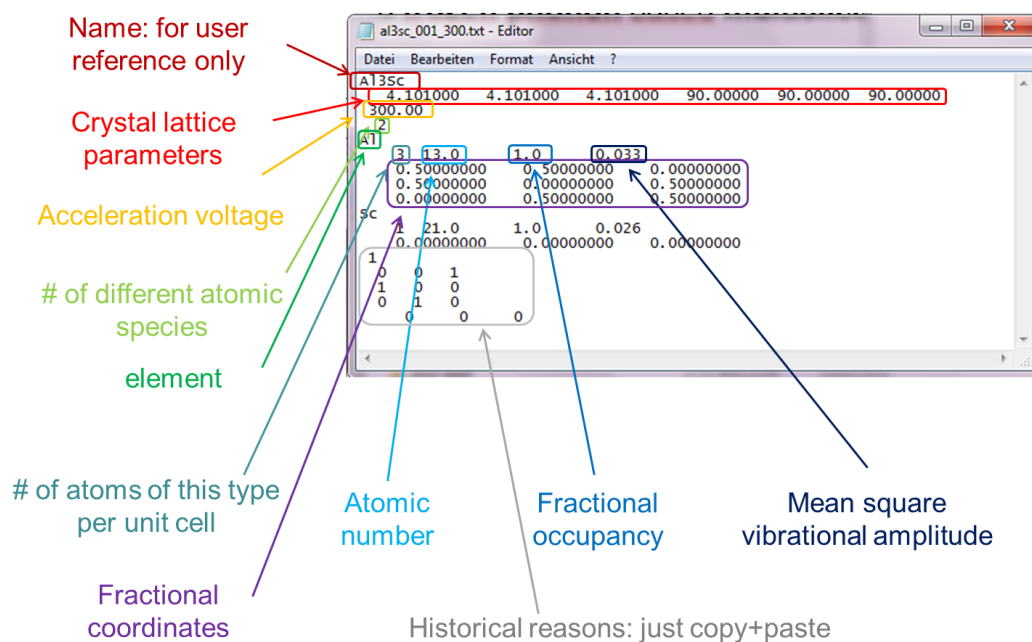 al3sc_001_300.txt - Editor
Datei Bearbeiten Format Ansicht ?
Name: for user
reference only
Al3Sc
4.101000 4.101000 4.101000 90.00000 90.00000 90.00000
300.00
2
Al
3 13.0 1.0 0.033
0.50000000 0.50000000 0.00000000
0.50000000 0.00000000 0.50000000
0.00000000 0.50000000 0.50000000
Sc
1 21.0 1.0 0.026
0.00000000 0.00000000 0.00000000
1
0 0 1
1 0 0
0 1 0
0 0 0
Crystal lattice
parameters
Acceleration voltage
# of different atomic
species
element
# of atoms of this type
per unit cell
Atomic
number
Fractional
occupancy
Mean square
vibrational amplitude
Fractional
coordinates
Historical reasons: just copy+paste